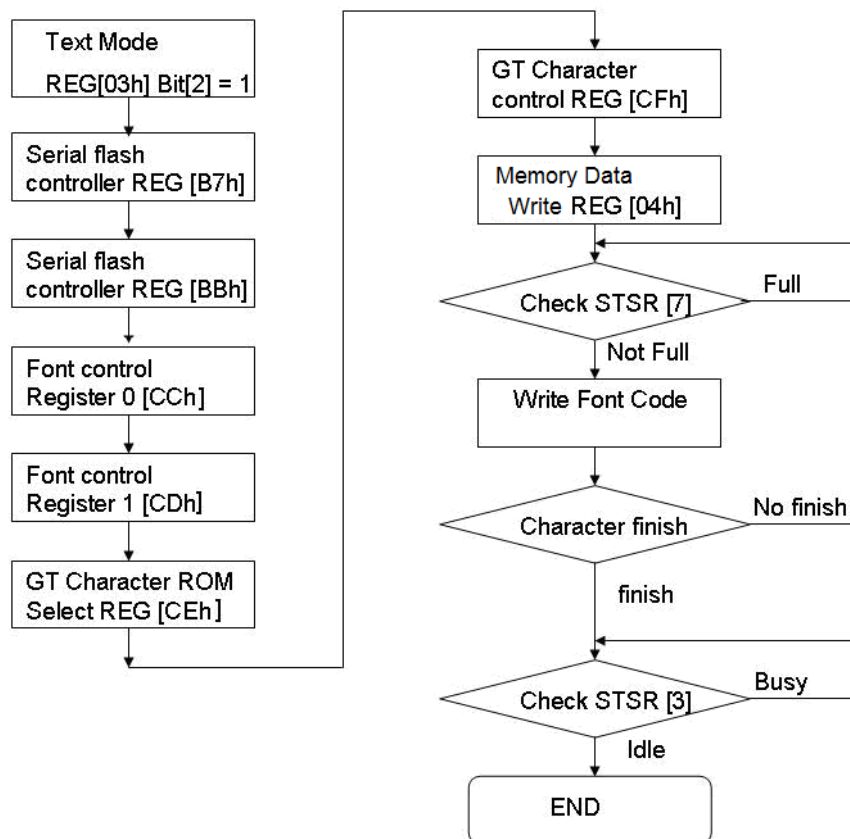 Text Mode
REG[03h] Bit[2] = 1
Serial flash
controller REG [B7h]
Serial flash
controller REG [BBh]
Font control
Register 0 [CCh]
Font control
Register 1 [CDh]
GT Character ROM
Select REG [CEh]
GT Character
control REG [CFh]
Memory Data
Write REG [04h]
Check STSR [7]
Full
Not Full
Write Font Code
Character finish
No finish
finish
Check STSR [3]
Busy
Idle
END